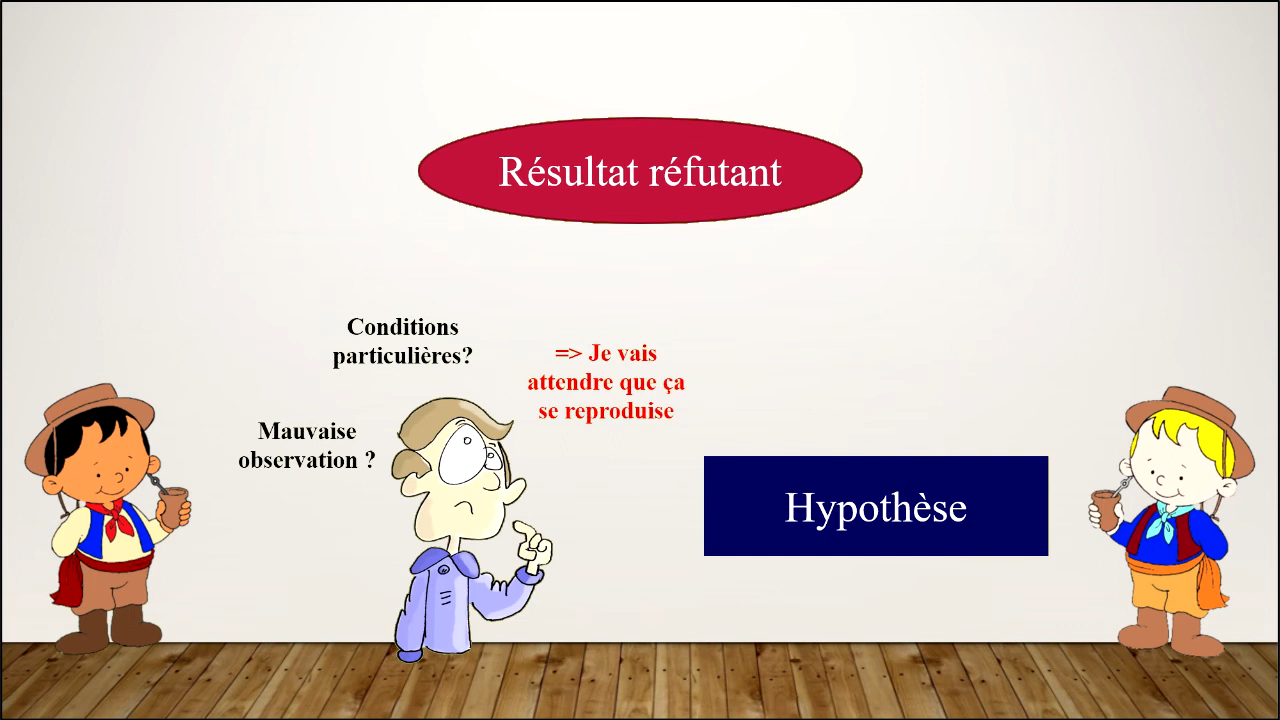 Résultat réfutant
Conditions
particulières?
=> Je vais
attendre que ça
se reproduise
Mauvaise
observation ?
Hypothèse